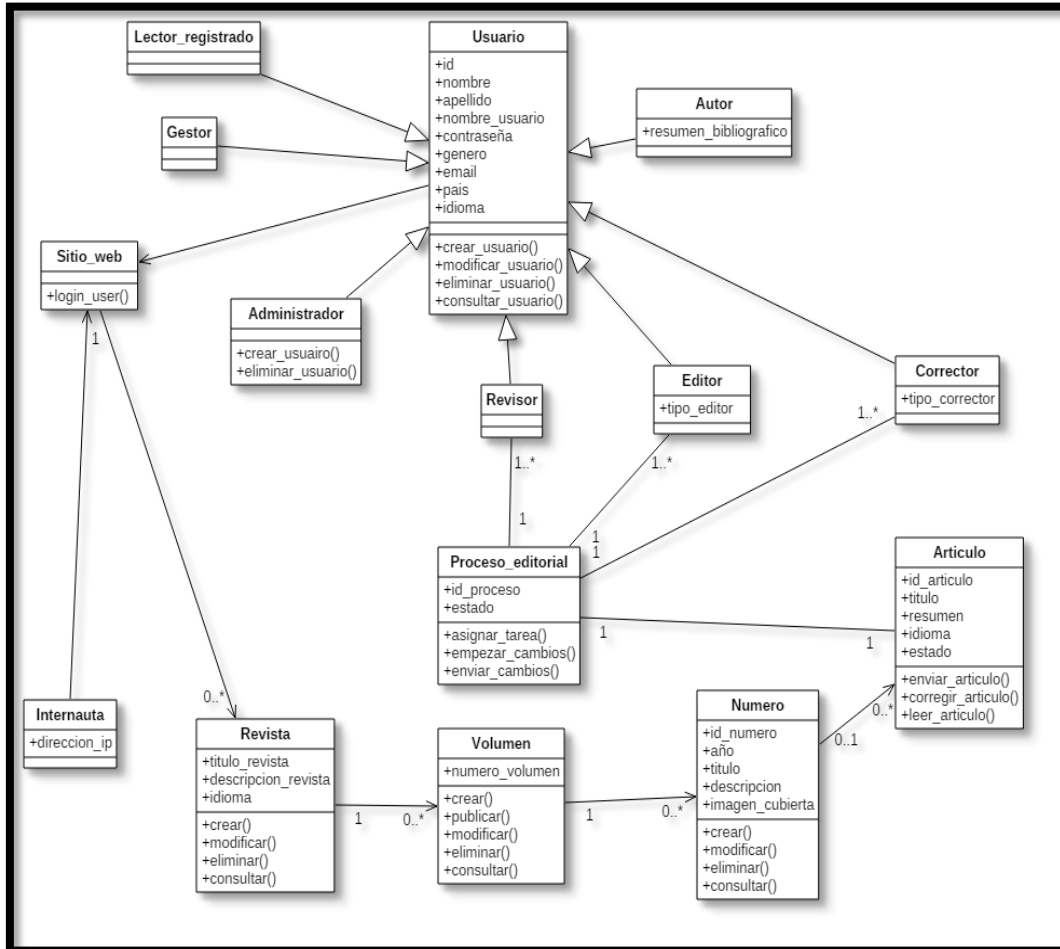 Lector_registrado
Usuario
+id
+nombre
+apellido
+nombre_usuario
+contraseña
+genero
+email
+pais
+idioma
+crear_usuario()
+modificar_usuario()
+eliminar_usuario()
+consultar_usuario()
Autor
+resumen_bibliografico
Gestor
Sitio_web
+login_user()
1
Administrador
+crear_usuairo()
+eliminar_usuario()
Revisor
1..*
1
Editor
+tipo_editor
1..*
1
Corrector
+tipo_corrector
1..*
1
Proceso_editorial
+id_proceso
+estado
+asignar_tarea()
+empezar_cambios()
+enviar_cambios()
1
1
Articulo
+id_articulo
+titulo
+resumen
+idioma
+estado
+enviar_articulo()
+corregir_articulo()
+leer_articulo()
Internauta
+direccion_ip
0..*
Revista
+titulo_revista
+descripcion_revista
+idioma
+crear()
+modificar()
+eliminar()
+consultar()
1
0..*
Volumen
+numero_volumen
+crear()
+publicar()
+modificar()
+eliminar()
+consultar()
1
0..*
Numero
+id_numero
+año
+titulo
+descripcion
+imagen_cubierta
+crear()
+modificar()
+eliminar()
+consultar()
0..1
0..*